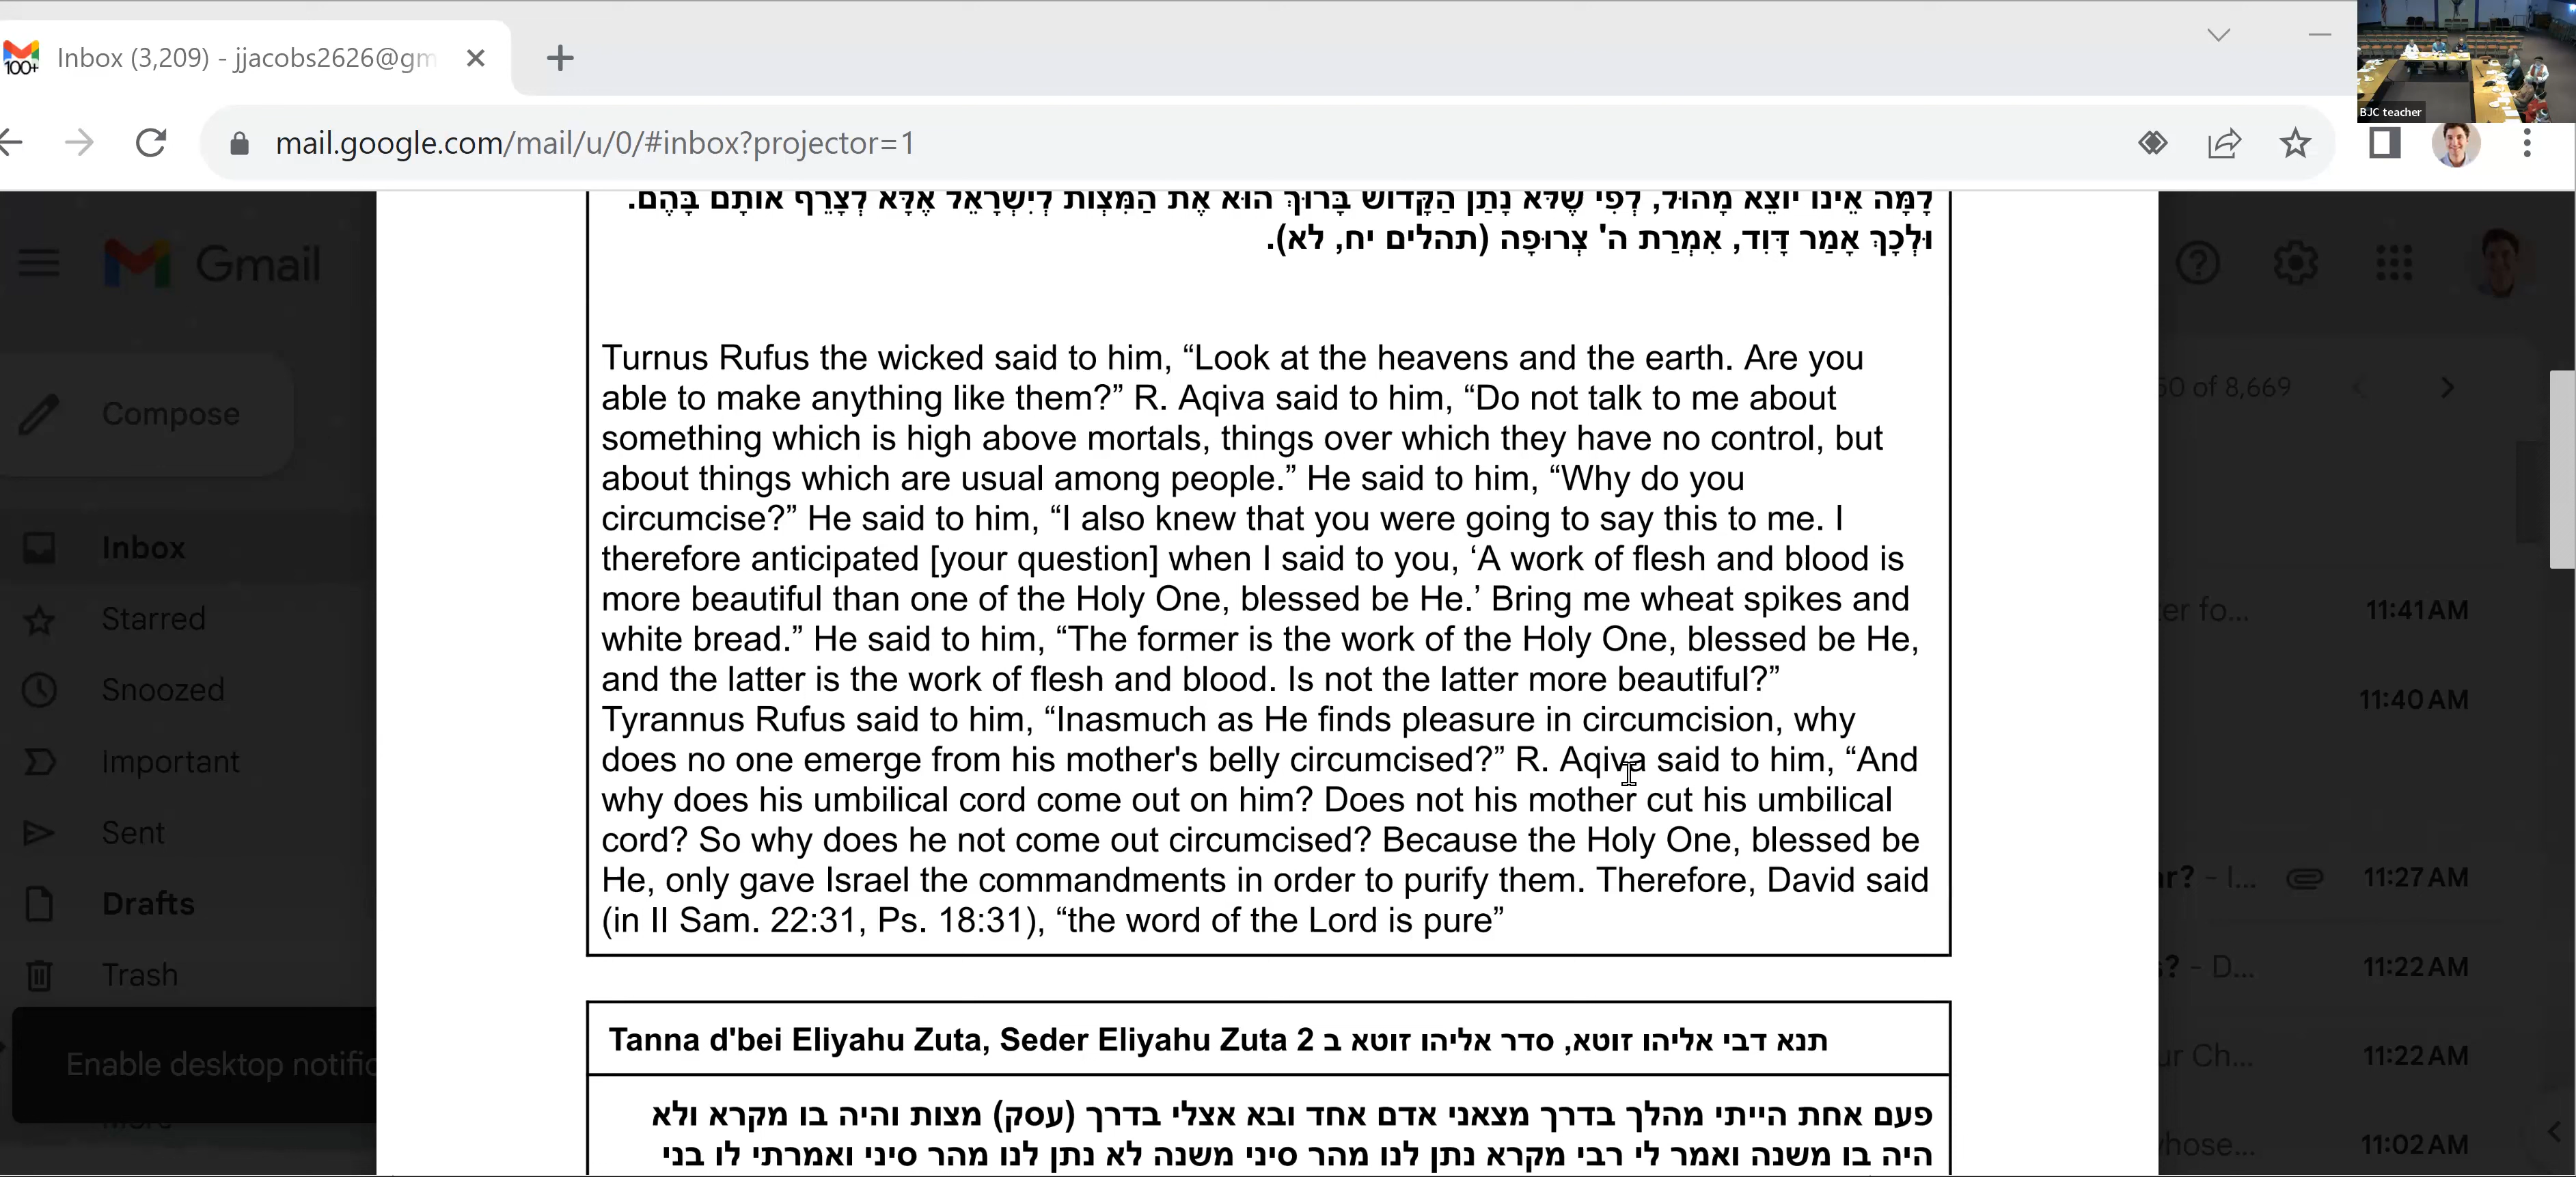 Inbox (3,209) - jjacobs2626@gm
100+
mail.google.com/mail/u/0/#inbox?projector=1
BJC teacher
Gmail
Compose
Inbox
Starred
Snoozed
Important
Sent
Drafts
Trash
Enable desktop notific
More
לָמָּה אֵינוֹ יוֹצֵא מָהוּל, לְפִי שֶׁלֹּא נָתַן הַקָּדוֹשׁ בָּרוּךְ הוּא אֶת הַמִּצְוֹת לְיִשְׂרָאֵל אֶלָּא לְצָרֵף אוֹתָם בָּהֶם.
וּלְכָךְ אָמַר דָּוִד, אִמְרַת ה' צְרוּפָה (תהלים יח, לא).
Turnus Rufus the wicked said to him, “Look at the heavens and the earth. Are you
able to make anything like them?” R. Aqiva said to him, “Do not talk to me about
something which is high above mortals, things over which they have no control, but
about things which are usual among people.” He said to him, “Why do you
circumcise?” He said to him, “I also knew that you were going to say this to me. I
therefore anticipated [your question] when I said to you, ‘A work of flesh and blood is
more beautiful than one of the Holy One, blessed be He.’ Bring me wheat spikes and
white bread.” He said to him, “The former is the work of the Holy One, blessed be He,
and the latter is the work of flesh and blood. Is not the latter more beautiful?”
Tyrannus Rufus said to him, “Inasmuch as He finds pleasure in circumcision, why
does no one emerge from his mother's belly circumcised?” R. Aqiva said to him, “And
why does his umbilical cord come out on him? Does not his mother cut his umbilical
cord? So why does he not come out circumcised? Because the Holy One, blessed be
He, only gave Israel the commandments in order to purify them. Therefore, David said
(in II Sam. 22:31, Ps. 18:31), “the word of the Lord is pure”
Tanna d'bei Eliyahu Zuta, Seder Eliyahu Zuta 2 תנא דבי אליהו זוטא, סדר אליהו זוטא ב
פעם אחת הייתי מהלך בדרך מצאני אדם אחד ובא אצלי בדרך (עסק) מצות והיה בו מקרא ולא
היה בו משנה ואמר לי רבי מקרא נתן לנו מהר סיני משנה לא נתן לנו מהר סיני ואמרתי לו בני
50 of 8,669
er fo... 11:41 AM
11:40 AM
r? - I... 11:27 AM
? - D... 11:22 AM
ur Ch... 11:22 AM
hose... 11:02 AM